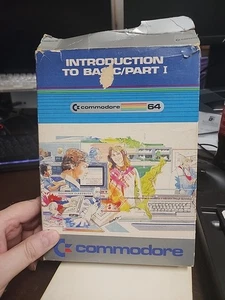 INTRODUCTION
TO BASIC/PART I
commodore 64
commodore